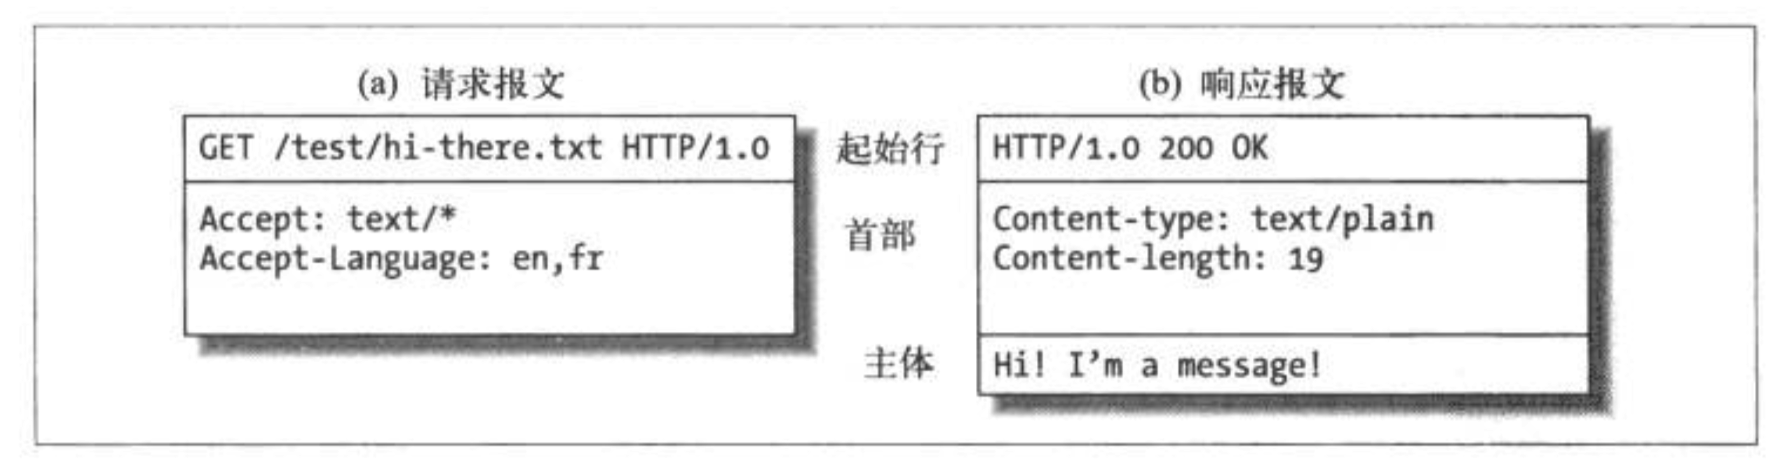 (a) 请求报文
GET /test/hi-there.txt HTTP/1.0
Accept: text/*
Accept-Language: en,fr
起始行
首部
主体
(b) 响应报文
HTTP/1.0 200 OK
Content-type: text/plain
Content-length: 19
Hi! I’m a message!